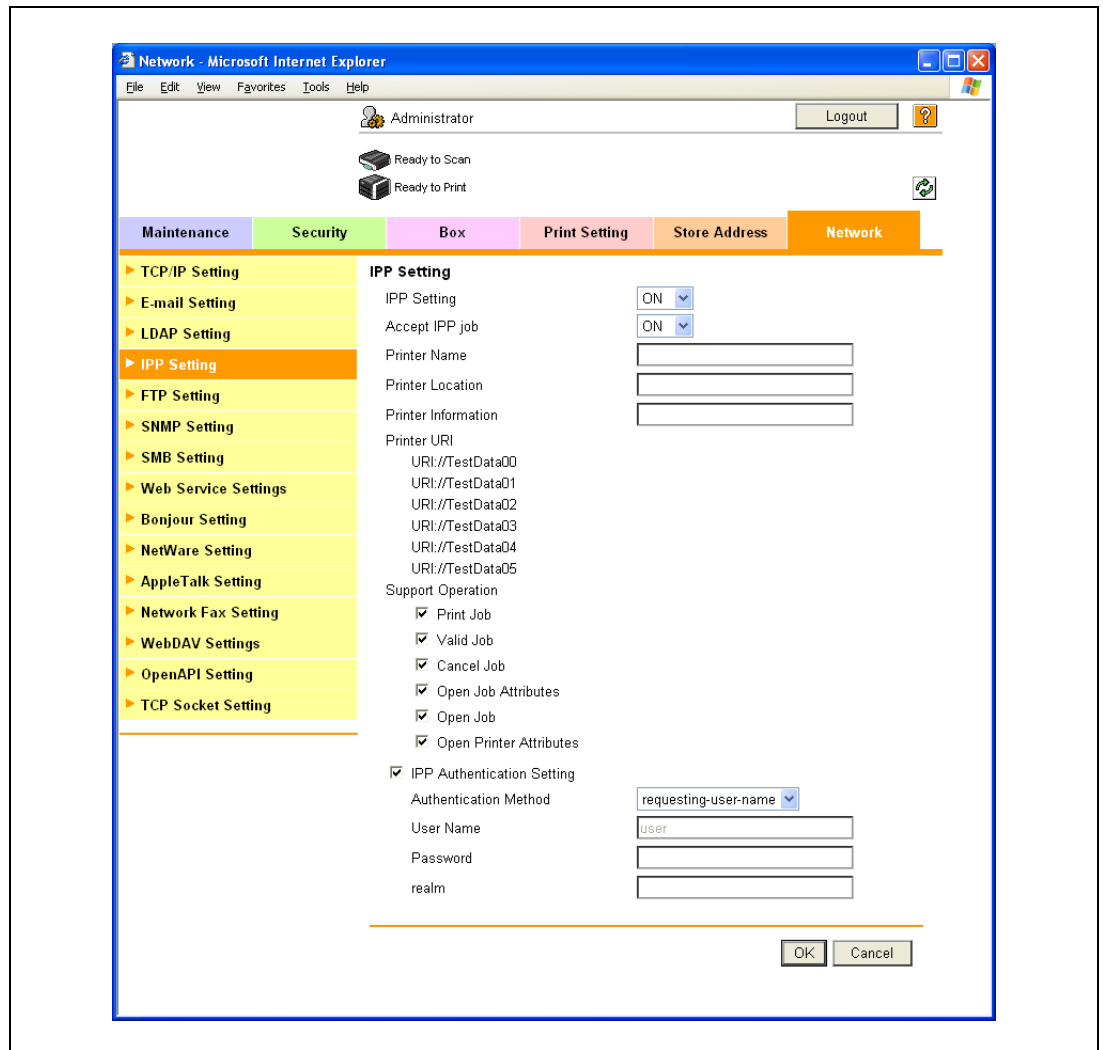 Network - Microsoft Internet Explorer
File Edit View Favorites Tools Help
Administrator
Logout
?
Ready to Scan
Ready to Print
Maintenance Security Box Print Setting Store Address Network
TCP/IP Setting
E-mail Setting
LDAP Setting
IPP Setting
FTP Setting
SNMP Setting
SMB Setting
Web Service Settings
Bonjour Setting
NetWare Setting
AppleTalk Setting
Network Fax Setting
WebDAV Settings
OpenAPI Setting
TCP Socket Setting
IPP Setting
IPP Setting ON
Accept IPP job ON
Printer Name
Printer Location
Printer Information
Printer URI
URI://TestData00
URI://TestData01
URI://TestData02
URI://TestData03
URI://TestData04
URI://TestData05
Support Operation
Print Job
Valid Job
Cancel Job
Open Job Attributes
Open Job
Open Printer Attributes
IPP Authentication Setting
Authentication Method requesting-user-name
User Name user
Password
realm
OK Cancel